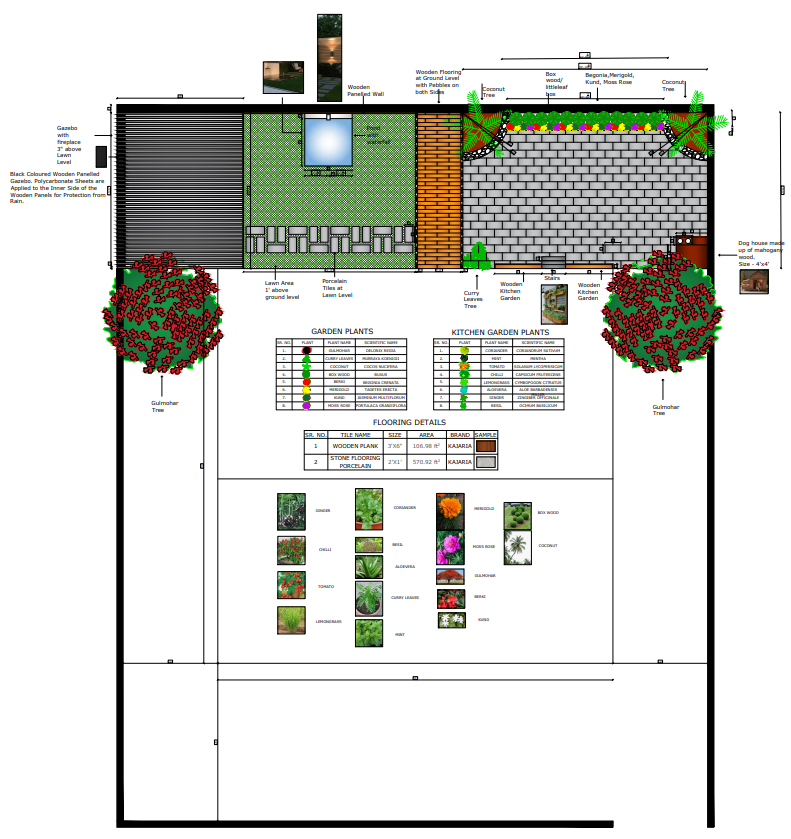 Wooden Flooring
at Ground Level
with Pebbles on
both Sides
Box
wood/
littleleaf
box
Begonia,Merigold,
Kund, Moss Rose
Coconut
Tree
Coconut
Tree
Wooden
Panelled Wall
Gazebo
with
fireplace
3" above
Lawn
Level
Pond
with
waterfall
Black Coloured Wooden Panelled
Gazebo. Polycarbonate Sheets are
Applied to the Inner Side of the
Wooden Panels for Protection from
Rain.
Dog house made
up of mahogany
wood.
Size - 4'x4'
Lawn Area
1' above
ground level
Porcelain
Tiles at
Lawn Level
Curry
Leaves
Tree
Wooden
Kitchen
Garden
Stairs
Wooden
Kitchen
Garden
Gulmohar
Tree
Gulmohar
Tree
GARDEN PLANTS
SR. NO. PLANT PLANT NAME SCIENTIFIC NAME
1. GULMOHAR DELONIX REGIA
2. CURRY LEAVES MURRAYA KOENIGII
3. COCONUT COCOS NUCIFERA
4. BOX WOOD BUXUS
5. BEGONIA CRENATA
6. MERIGOLD TAGETES ERECTA
7. KUND JASMINUM MULTIFLORUM
8. MOSS ROSE PORTULACA GRANDIFLORA
KITCHEN GARDEN PLANTS
SR. NO. PLANT PLANT NAME SCIENTIFIC NAME
1. CORIANDER CORIANDRUM SATIVUM
2. MINT MENTHA
3. TOMATO SOLANUM LYCOPERSICUM
4. CHILLI CAPSICUM FRUTESCENS
5. LEMONGRASS CYMBOPOGON CITRATUS
6. ALOEVERA ALOE BARBADENSIS
7. GINGER ZINGIBER OFFICINALE
8. BESIL OCIMUM BASILICUM
FLOORING DETAILS
SR. NO. TILE NAME SIZE AREA BRAND SAMPLE
1 WOODEN PLANK 3'X6" 106.98 ft² KAJARIA
2 STONE FLOORING
PORCELAIN 2'X1' 570.92 ft² KAJARIA
GINGER
CHILLI
TOMATO
LEMONGRASS
CORIANDER
BESIL
ALOEVERA
CURRY LEAVES
MINT
MERIGOLD
MOSS ROSE
GULMOHAR
KUND
BOX WOOD
COCONUT